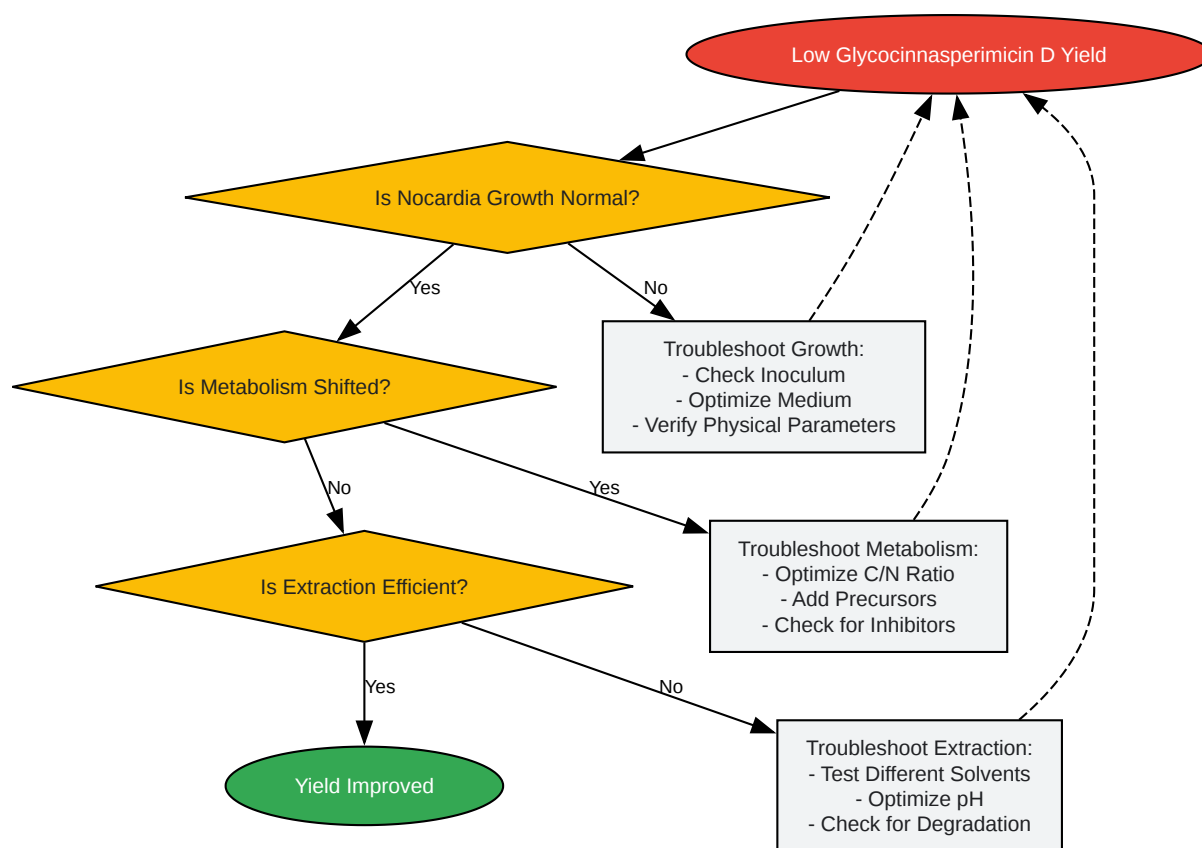 Low Glycocinnasperimicin D Yield
Is Nocardia Growth Normal?
Yes
No
Troubleshoot Growth:
- Check Inoculum
- Optimize Medium
- Verify Physical Parameters
Is Metabolism Shifted?
No
Yes
Troubleshoot Metabolism:
- Optimize C/N Ratio
- Add Precursors
- Check for Inhibitors
Is Extraction Efficient?
Yes
No
Troubleshoot Extraction:
- Test Different Solvents
- Optimize pH
- Check for Degradation
Yield Improved